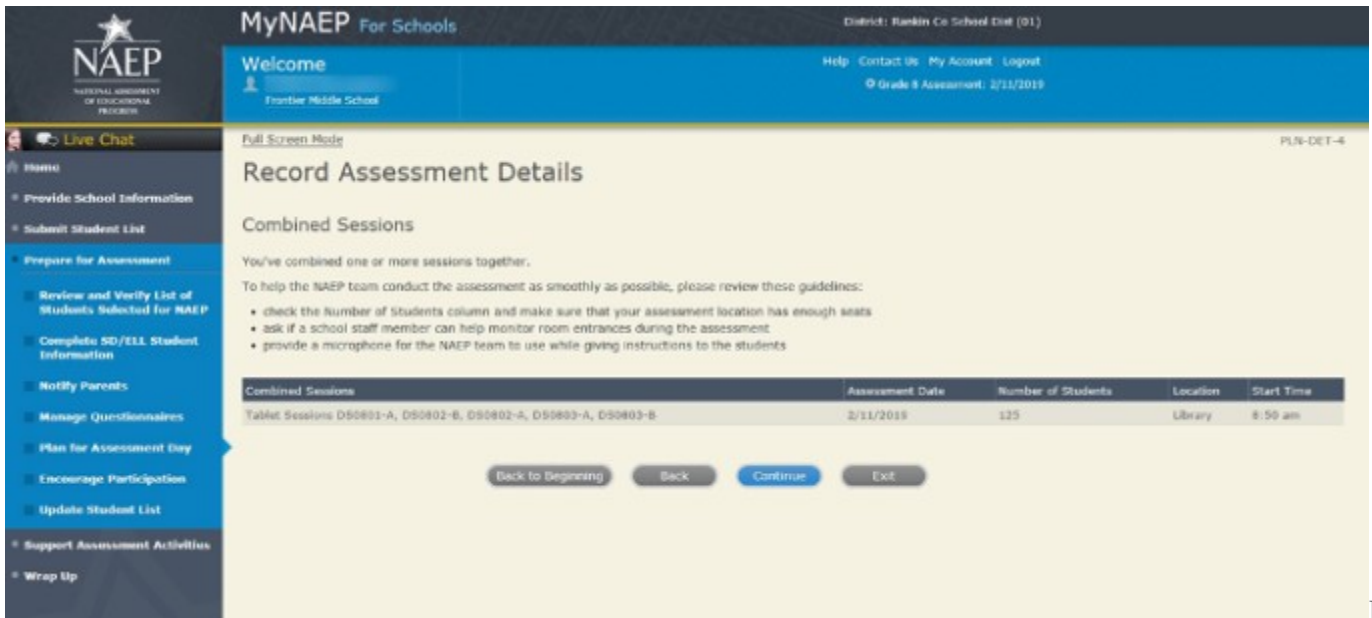 MyNAEP For Schools
District: Rankin Co School Dist (01)
NAEP
NATIONAL ASSESSMENT
OF EDUCATIONAL
PROGRESS
Welcome
Frontier Middle School
Help Contact Us My Account Logout
Grade 8 Assessment: 2/11/2019
Live Chat
Home
Provide School Information
Submit Student List
Prepare for Assessment
Review and Verify List of
Students Selected for NAEP
Complete SD/ELL Student
Information
Notify Parents
Manage Questionnaires
Plan for Assessment Day
Encourage Participation
Update Student List
Support Assessment Activities
Wrap Up
Full Screen Mode
PLN-DET-4
Record Assessment Details
Combined Sessions
You've combined one or more sessions together.
To help the NAEP team conduct the assessment as smoothly as possible, please review these guidelines:
• check the Number of Students column and make sure that your assessment location has enough seats
• ask if a school staff member can help monitor room entrances during the assessment
• provide a microphone for the NAEP team to use while giving instructions to the students
Combined Sessions Assessment Date Number of Students Location Start Time
Tablet Sessions DS0801-A, DS0802-B, DS0802-A, DS0803-A, DS0803-B 2/11/2019 125 Library 8:50 am
Back to Beginning Back Continue Exit